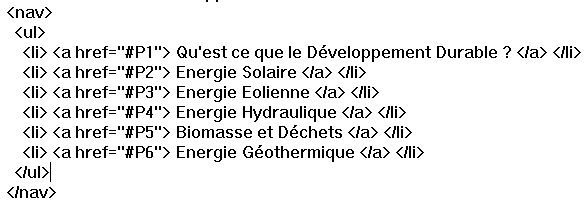 <nav>
<ul>
<li> <a href="#P1"> Qu'est ce que le Développement Durable ? </a> </li>
<li> <a href="#P2"> Energie Solaire </a> </li>
<li> <a href="#P3"> Energie Eolienne </a> </li>
<li> <a href="#P4"> Energie Hydraulique </a> </li>
<li> <a href="#P5"> Biomasse et Déchets </a> </li>
<li> <a href="#P6"> Energie Géothermique </a> </li>
</ul>
</nav>